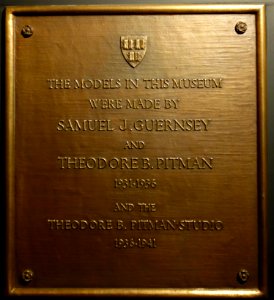 THE MODELS IN THIS MUSEUM
WERE MADE BY
SAMUEL J. GUERNSEY
AND
THEODORE B. PITMAN
1931-1936
AND THE
THEODORE B. PITMAN STUDIO
1936-1941